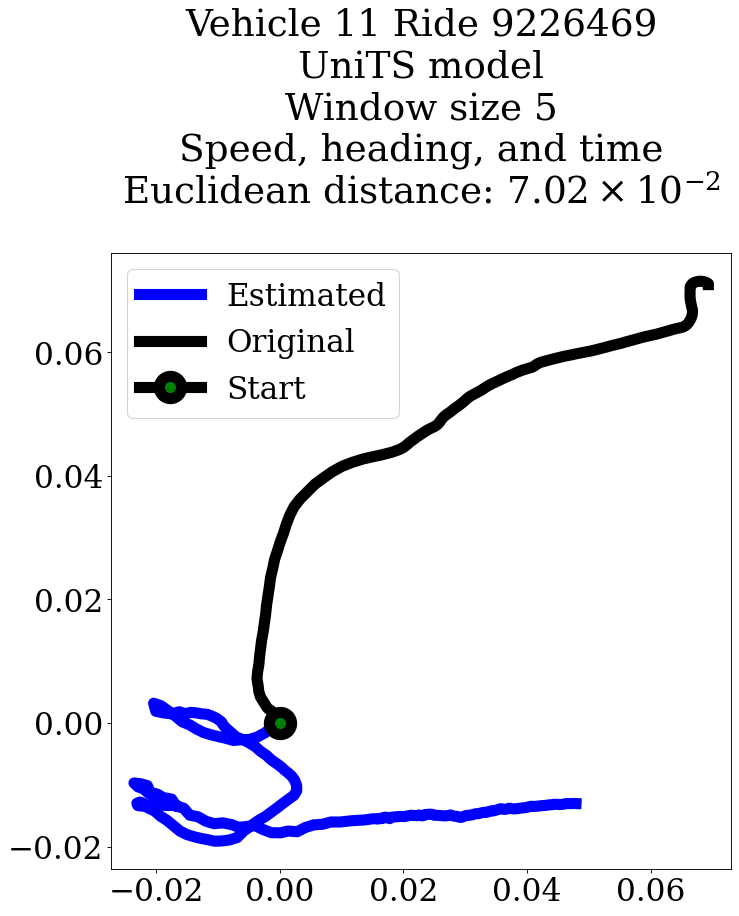 Vehicle 11 Ride 9226469
UniTS model
Window size 5
Speed, heading, and time
Euclidean distance: 7.02 × 10⁻²
Estimated
Original
Start
0.06
0.04
0.02
0.00
−0.02
−0.02 0.00 0.02 0.04 0.06